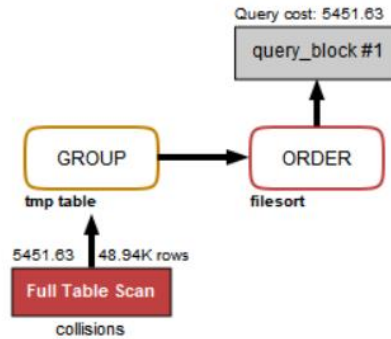 Query cost: 5451.63
query_block #1
GROUP
ORDER
tmp table
filesort
5451.63
48.94K rows
Full Table Scan
collisions